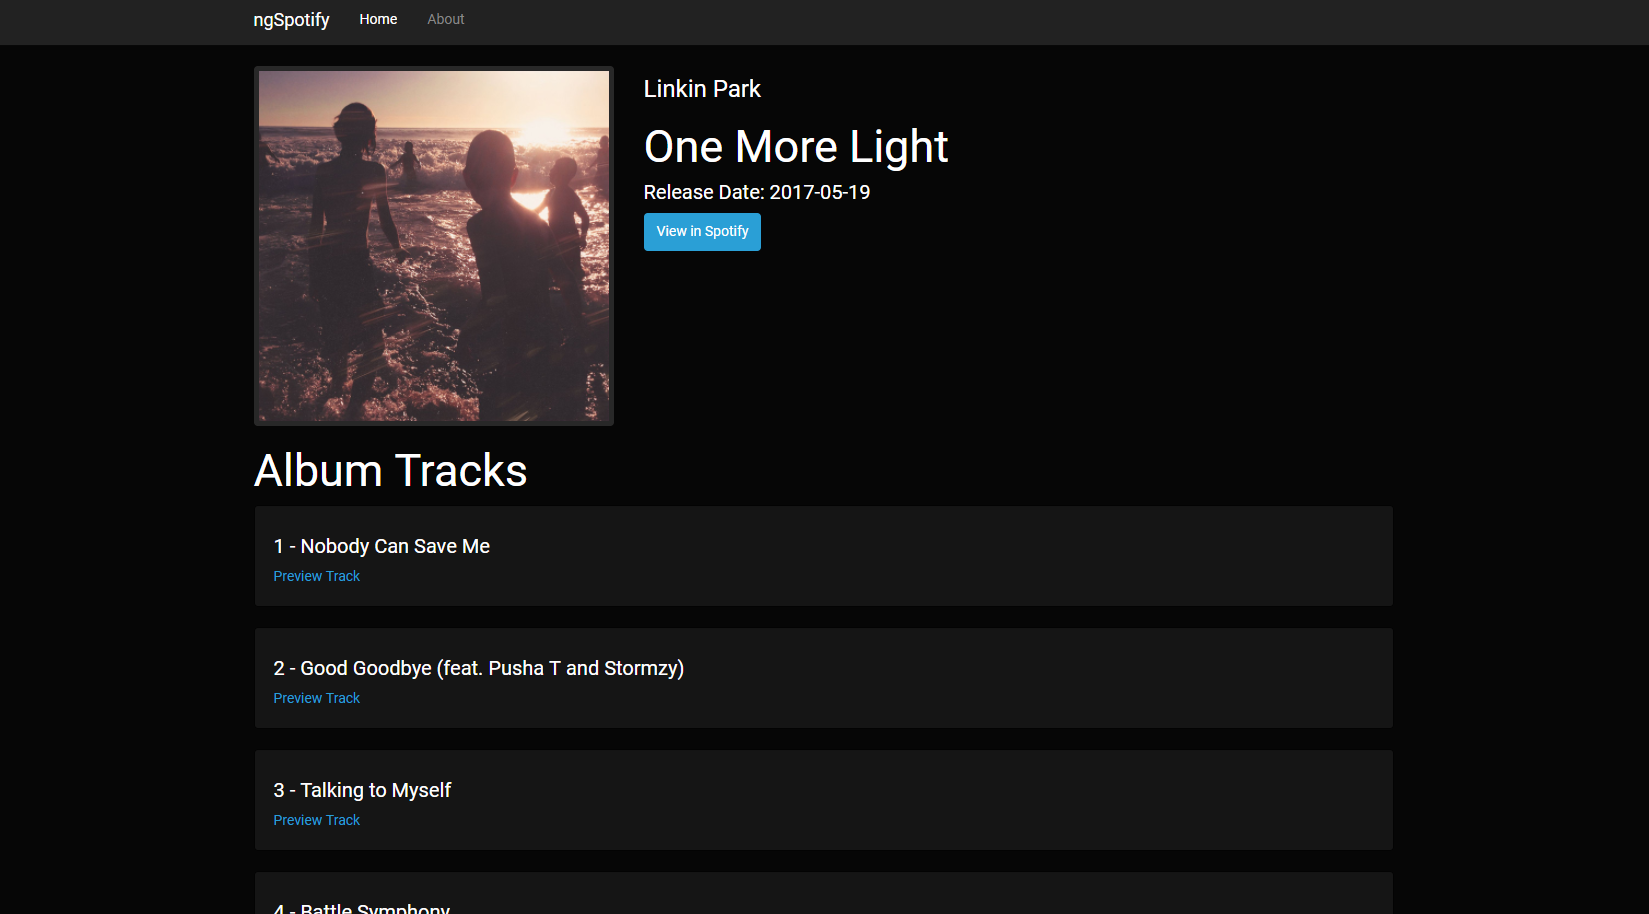 ngSpotify Home About
Linkin Park
One More Light
Release Date: 2017-05-19
View in Spotify
Album Tracks
1 - Nobody Can Save Me
Preview Track
2 - Good Goodbye (feat. Pusha T and Stormzy)
Preview Track
3 - Talking to Myself
Preview Track
4 - Battle Symphony